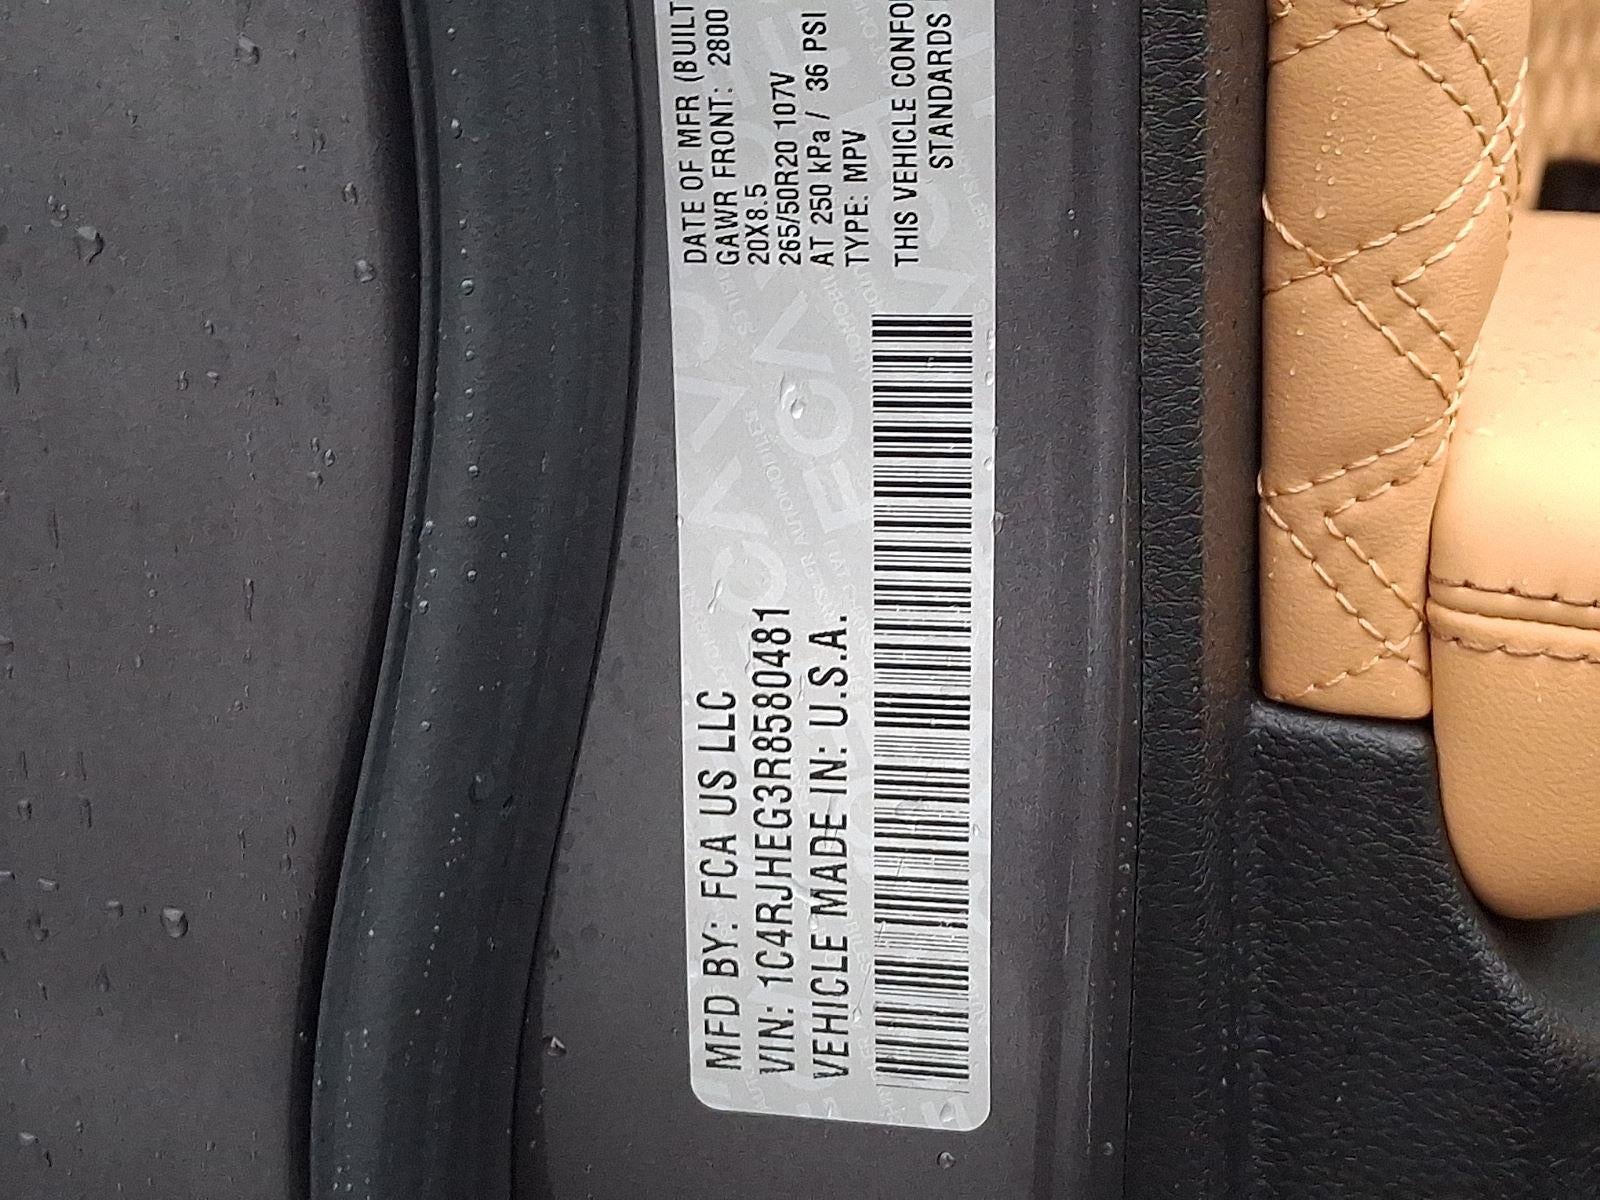 MFD BY: FCA US LLC
VIN: 1C4RJHEG3R8580481
VEHICLE MADE IN: U.S.A.
DATE OF MFR (BUILT
GAWR FRONT: 2800
20X8.5
265/50R20 107V
AT 250 kPa / 36 PSI
TYPE: MPV
THIS VEHICLE CONFO
STANDARDS